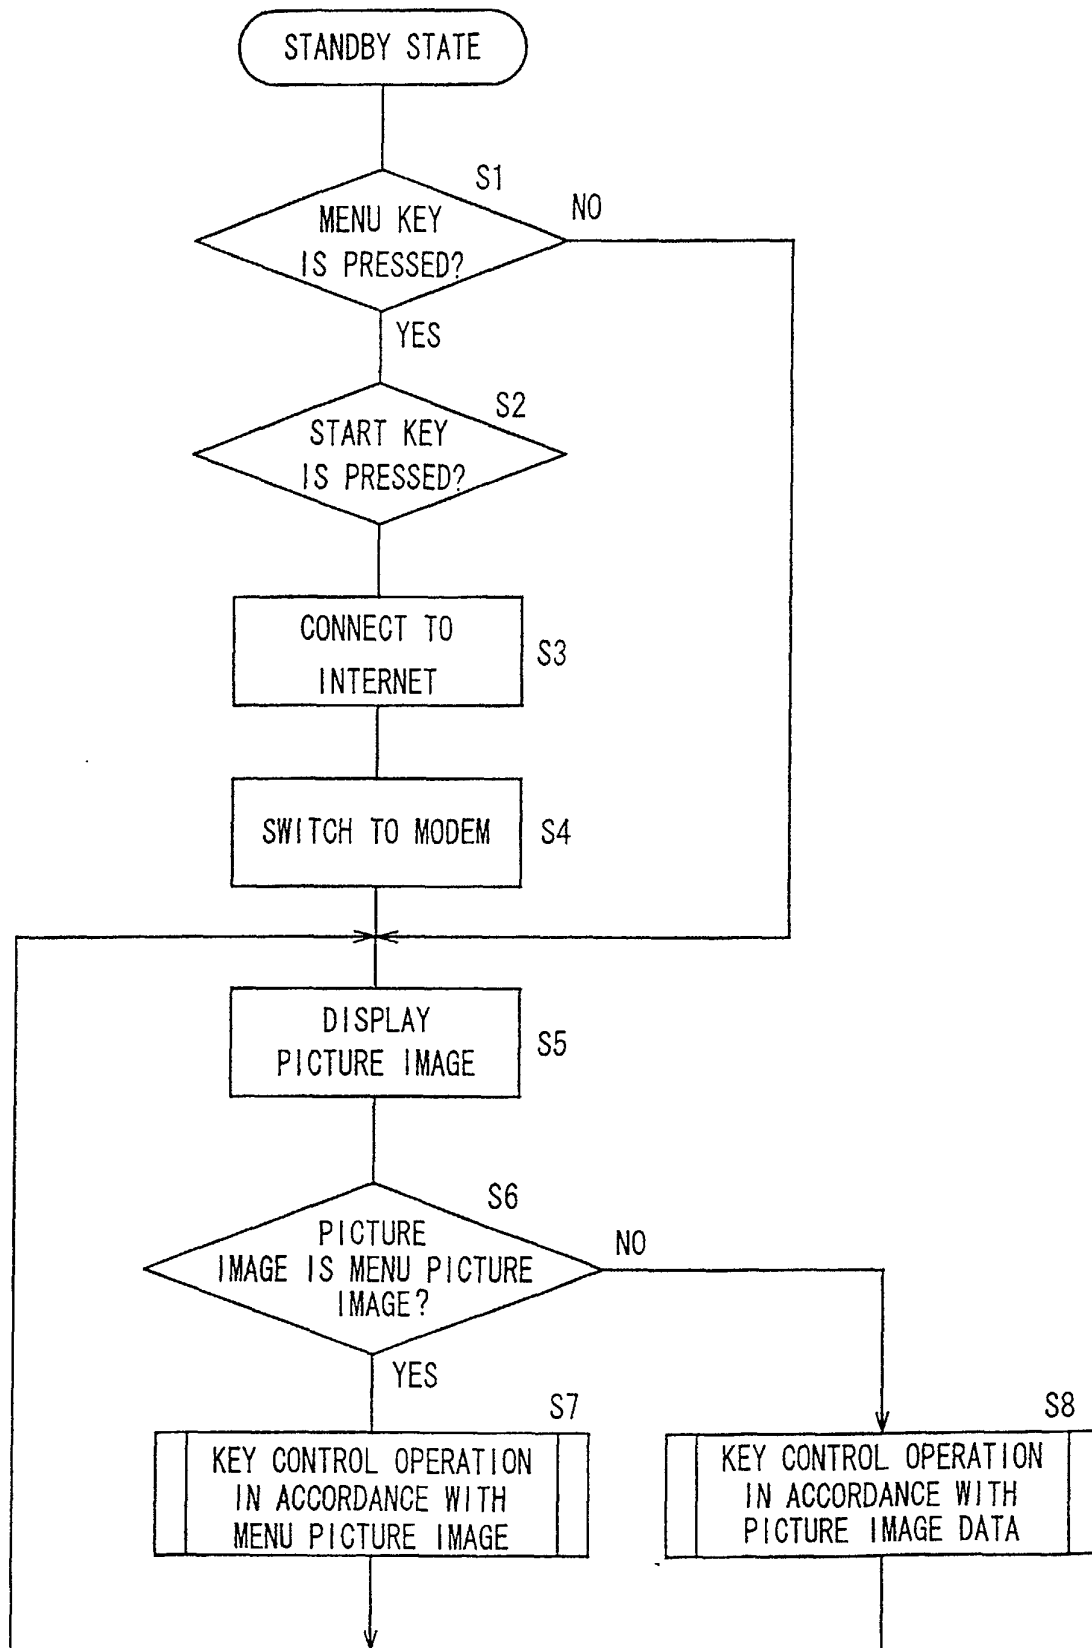 STANDBY STATE
S1
MENU KEY
IS PRESSED?
NO
YES
S2
START KEY
IS PRESSED?
CONNECT TO
INTERNET
S3
SWITCH TO MODEM
S4
DISPLAY
PICTURE IMAGE
S5
S6
PICTURE
IMAGE IS MENU PICTURE
IMAGE?
NO
YES
S7
KEY CONTROL OPERATION
IN ACCORDANCE WITH
MENU PICTURE IMAGE
S8
KEY CONTROL OPERATION
IN ACCORDANCE WITH
PICTURE IMAGE DATA